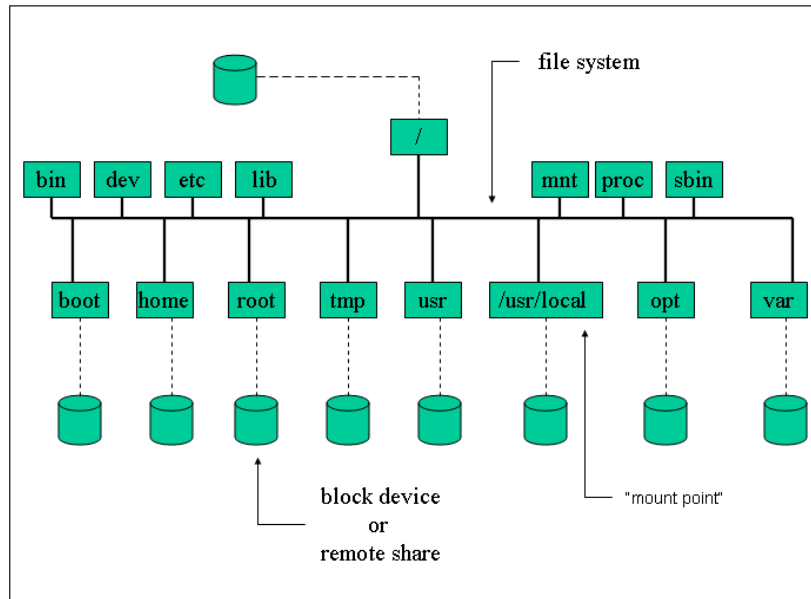 file system
/
bin
dev
etc
lib
mnt
proc
sbin
boot
home
root
tmp
usr
/usr/local
opt
var
block device
or
remote share
"mount point"